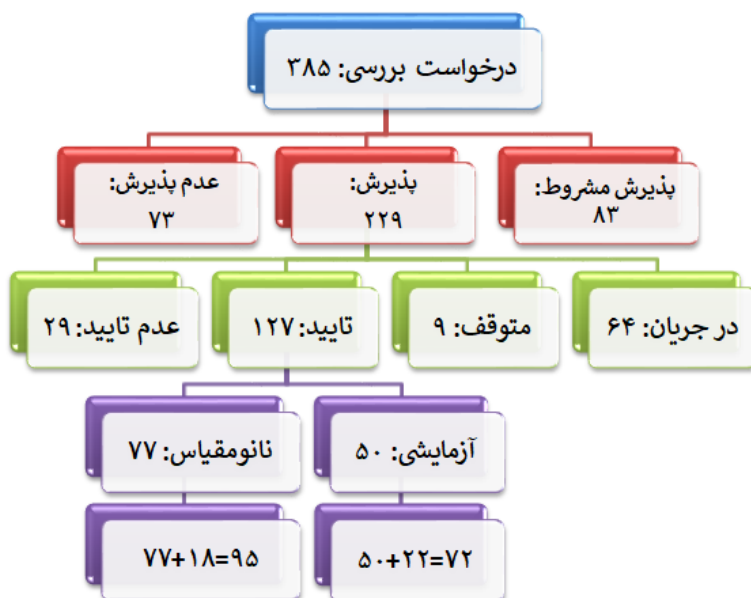 درخواست بررسی: ۳۸۵
پذیرش مشروط:
۸۳
پذیرش:
۲۲۹
عدم پذیرش:
۷۳
در جریان: ۶۴
متوقف: ۹
تایید: ۱۲۷
عدم تایید: ۲۹
آزمایشی: ۵۰
نانومقیاس: ۷۷
۵۰+۲۲=۷۲
۷۷+۱۸=۹۵